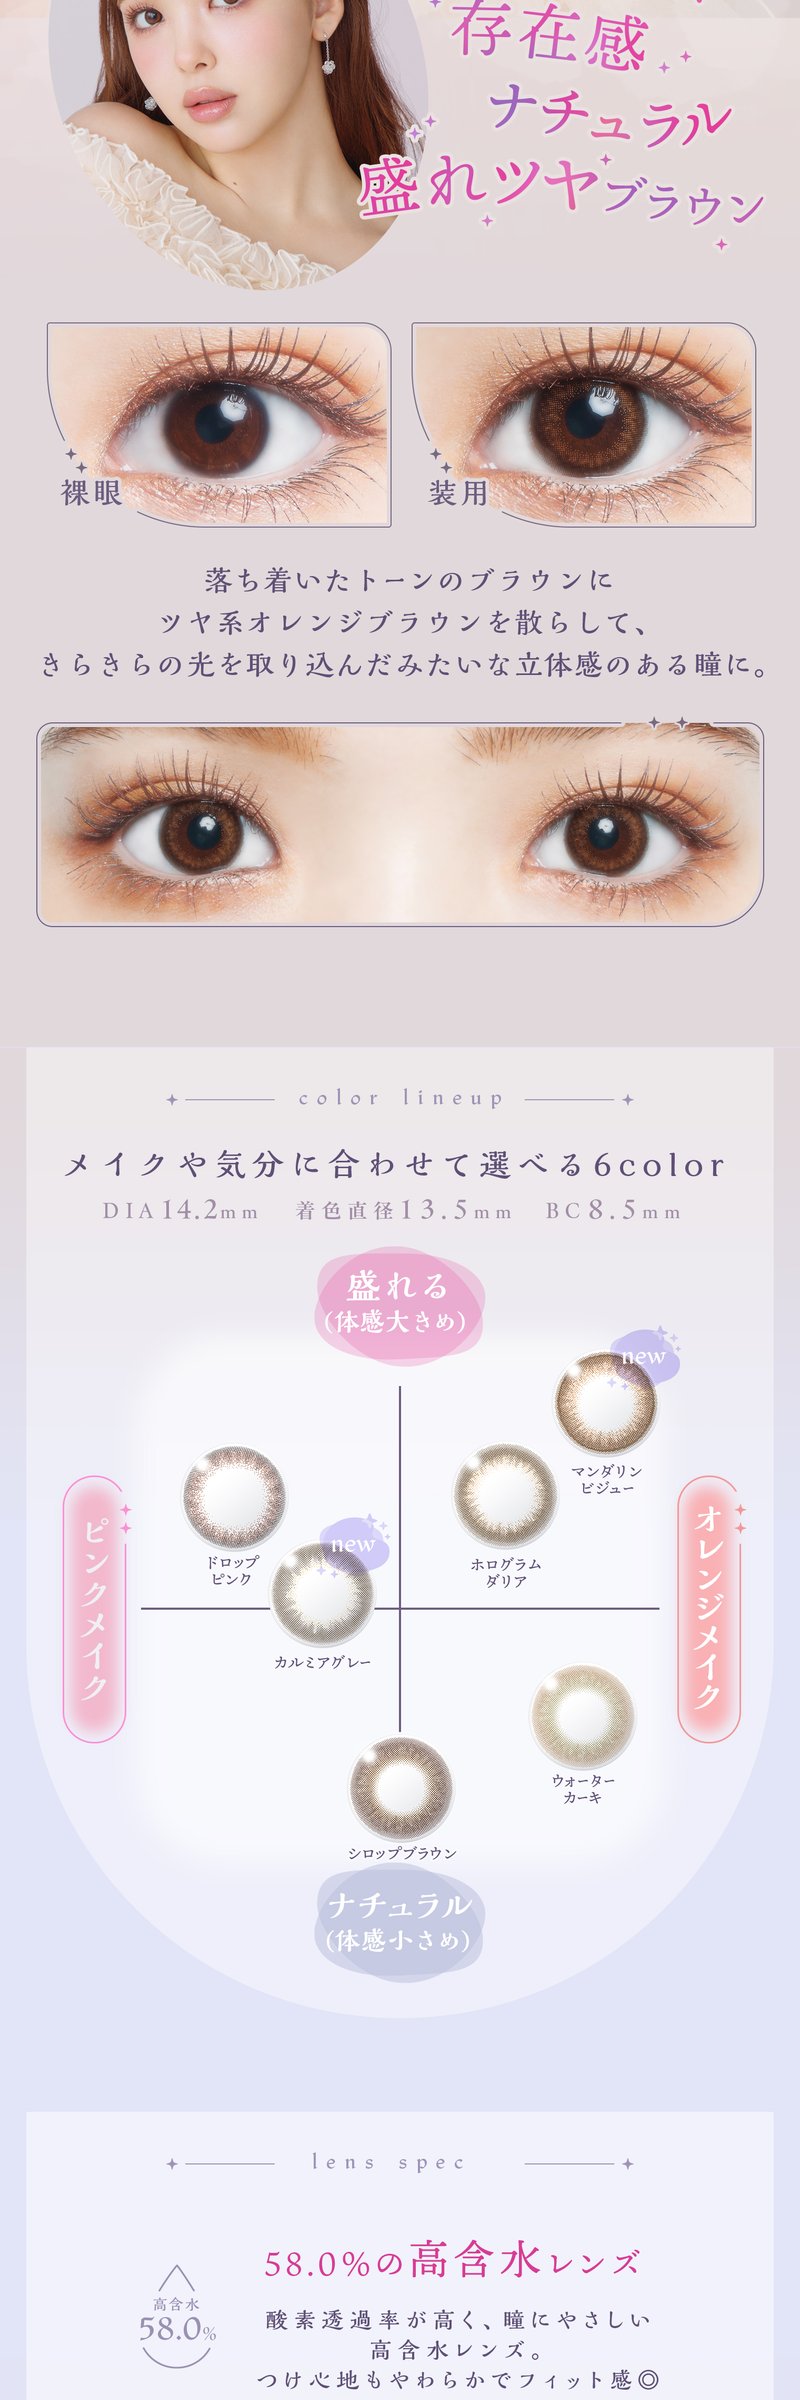 存在感
ナチュラル
盛れツヤブラウン
裸眼
装用
落ち着いたトーンのブラウンに
ツヤ系オレンジブラウンを散らして、
きらきらの光を取り込んだみたいな立体感のある瞳に。
color lineup
メイクや気分に合わせて選べる6color
DIA14.2mm 着色直径13.5mm BC8.5mm
盛れる
(体感大きめ)
new
マンダリン
ビジュー
ドロップ
ピンク
ホログラム
ダリア
new
カルミアグレー
ピンクメイク
オレンジメイク
ウォーター
カーキ
シロップブラウン
ナチュラル
(体感小さめ)
lens spec
58.0%の高含水レンズ
高含水
58.0%
酸素透過率が高く、瞳にやさしい
高含水レンズ。
つけ心地もやわらかでフィット感◎